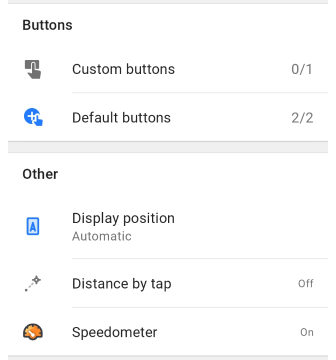 Buttons
Custom buttons 0/1
Default buttons 2/2
Other
Display position
Automatic
Distance by tap Off
Speedometer On